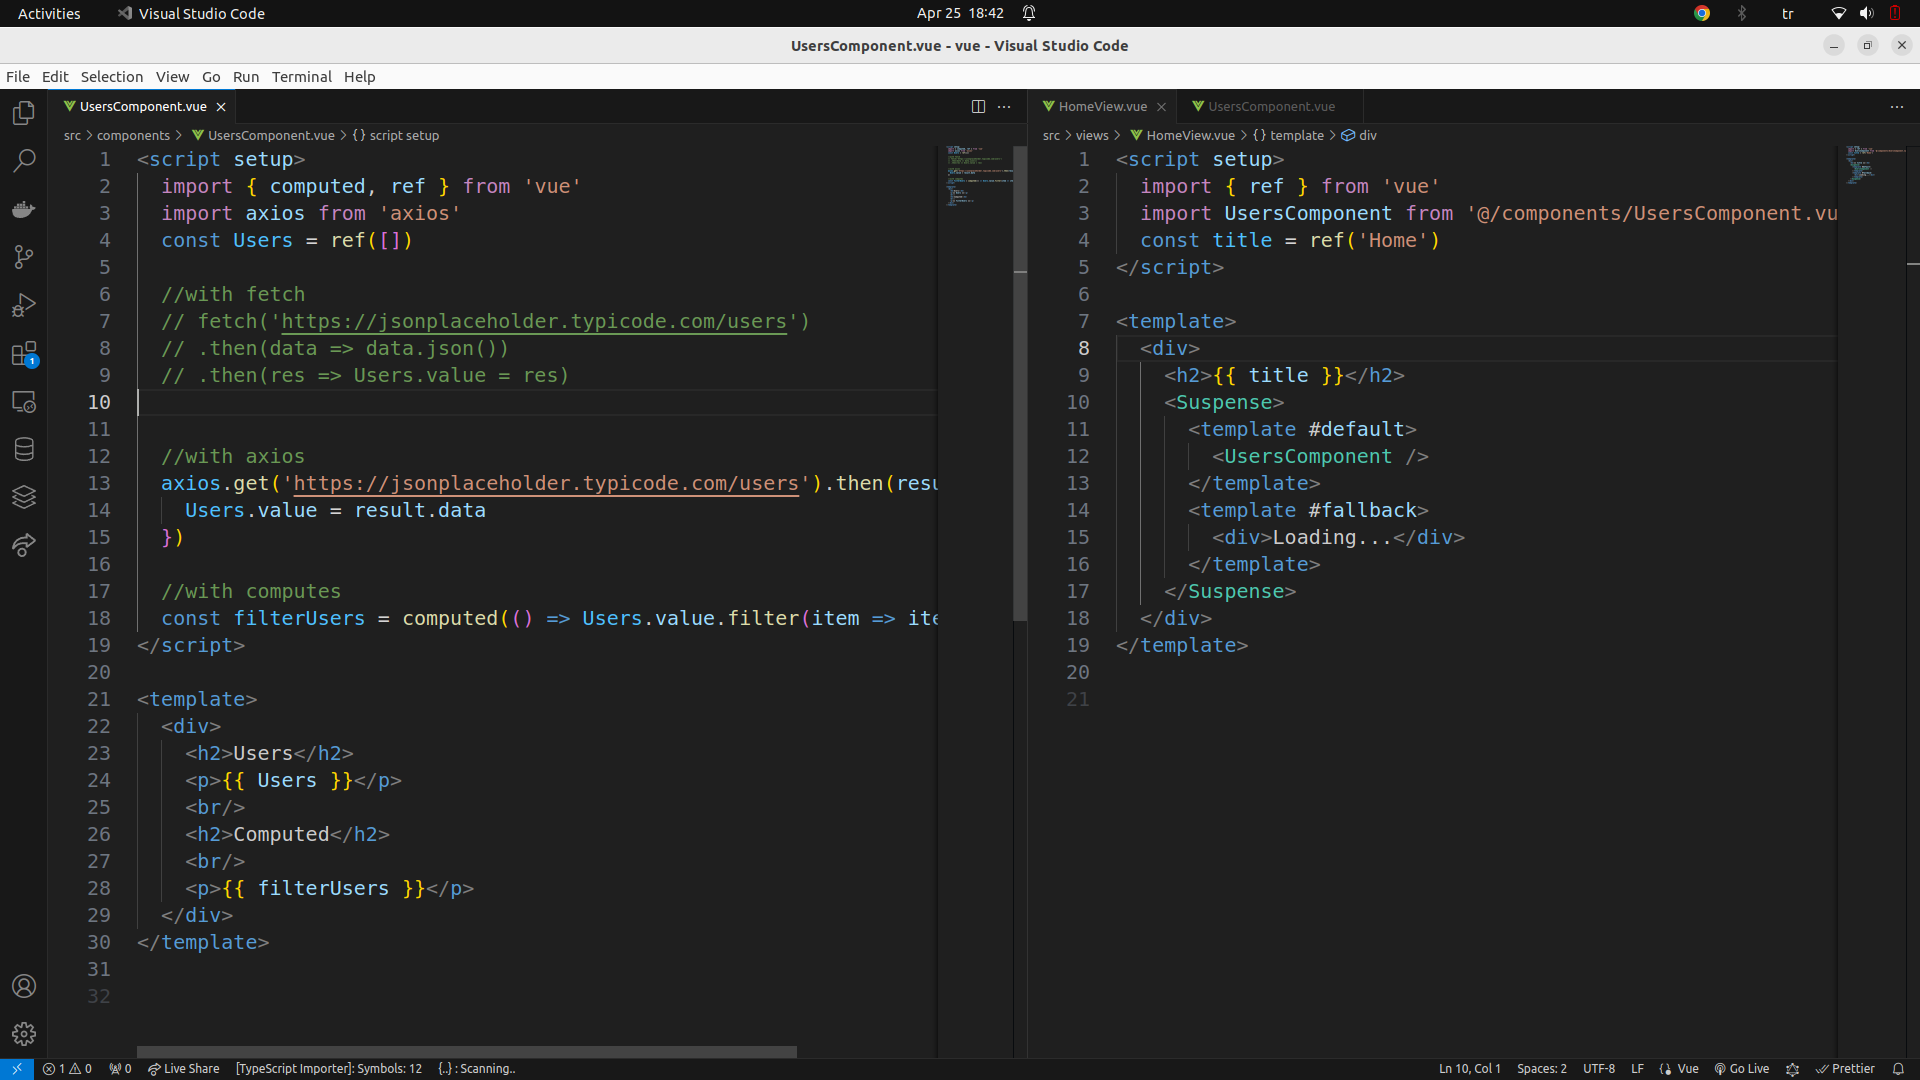 Activities Visual Studio Code Apr 25 18:42 tr
UsersComponent.vue - vue - Visual Studio Code
File Edit Selection View Go Run Terminal Help
UsersComponent.vue
src > components > UsersComponent.vue > {} script setup
1 <script setup>
2 import { computed, ref } from 'vue'
3 import axios from 'axios'
4 const Users = ref([])
5
6 //with fetch
7 // fetch('https://jsonplaceholder.typicode.com/users')
8 // .then(data => data.json())
9 // .then(res => Users.value = res)
10
11
12 //with axios
13 axios.get('https://jsonplaceholder.typicode.com/users').then(resu
14 Users.value = result.data
15 })
16
17 //with computes
18 const filterUsers = computed(() => Users.value.filter(item => ite
19 </script>
20
21 <template>
22 <div>
23 <h2>Users</h2>
24 <p>{{ Users }}</p>
25 <br/>
26 <h2>Computed</h2>
27 <br/>
28 <p>{{ filterUsers }}</p>
29 </div>
30 </template>
31
32
HomeView.vue UsersComponent.vue
src > views > HomeView.vue > {} template > div
1 <script setup>
2 import { ref } from 'vue'
3 import UsersComponent from '@/components/UsersComponent.vu
4 const title = ref('Home')
5 </script>
6
7 <template>
8 <div>
9 <h2>{{ title }}</h2>
10 <Suspense>
11 <template #default>
12 <UsersComponent />
13 </template>
14 <template #fallback>
15 <div>Loading...</div>
16 </template>
17 </Suspense>
18 </div>
19 </template>
20
21
1
1 0 0 Live Share [TypeScript Importer]: Symbols: 12 {..} : Scanning.. Ln 10, Col 1 Spaces: 2 UTF-8 LF Vue Go Live Prettier